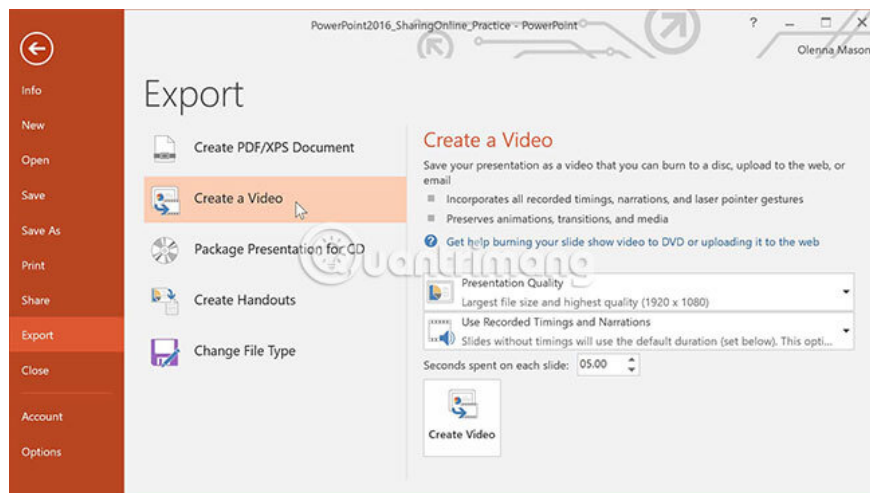 PowerPoint2016_SharingOnline_Practice - PowerPoint
?
Olenna Mason
Info
New
Open
Save
Save As
Print
Share
Export
Close
Account
Options
Export
Create PDF/XPS Document
Create a Video
Package Presentation for CD
Create Handouts
Change File Type
Create a Video
Save your presentation as a video that you can burn to a disc, upload to the web, or
email
Incorporates all recorded timings, narrations, and laser pointer gestures
Preserves animations, transitions, and media
? Get help burning your slide show video to DVD or uploading it to the web
Presentation Quality
Largest file size and highest quality (1920 x 1080)
Use Recorded Timings and Narrations
Slides without timings will use the default duration (set below). This opti...
Seconds spent on each slide: 05.00
Create Video
Quantrimang